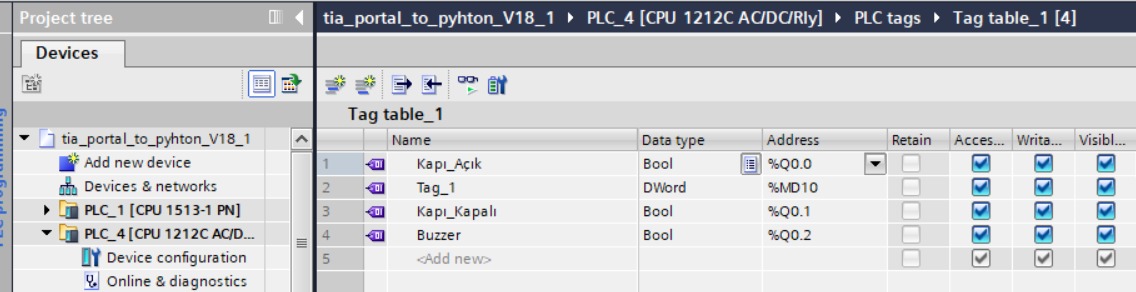 Project tree
tia_portal_to_pyhton_V18_1 ▸ PLC_4 [CPU 1212C AC/DC/Rly] ▸ PLC tags ▸ Tag table_1 [4]
Devices
Tag table_1
Name Data type Address Retain Acces... Writa... Visibl...
1 Kapı_Açık Bool %Q0.0
2 Tag_1 DWord %MD10
3 Kapı_Kapalı Bool %Q0.1
4 Buzzer Bool %Q0.2
5 <Add new>
tia_portal_to_pyhton_V18_1
Add new device
Devices & networks
PLC_1 [CPU 1513-1 PN]
PLC_4 [CPU 1212C AC/D...
Device configuration
Online & diagnostics